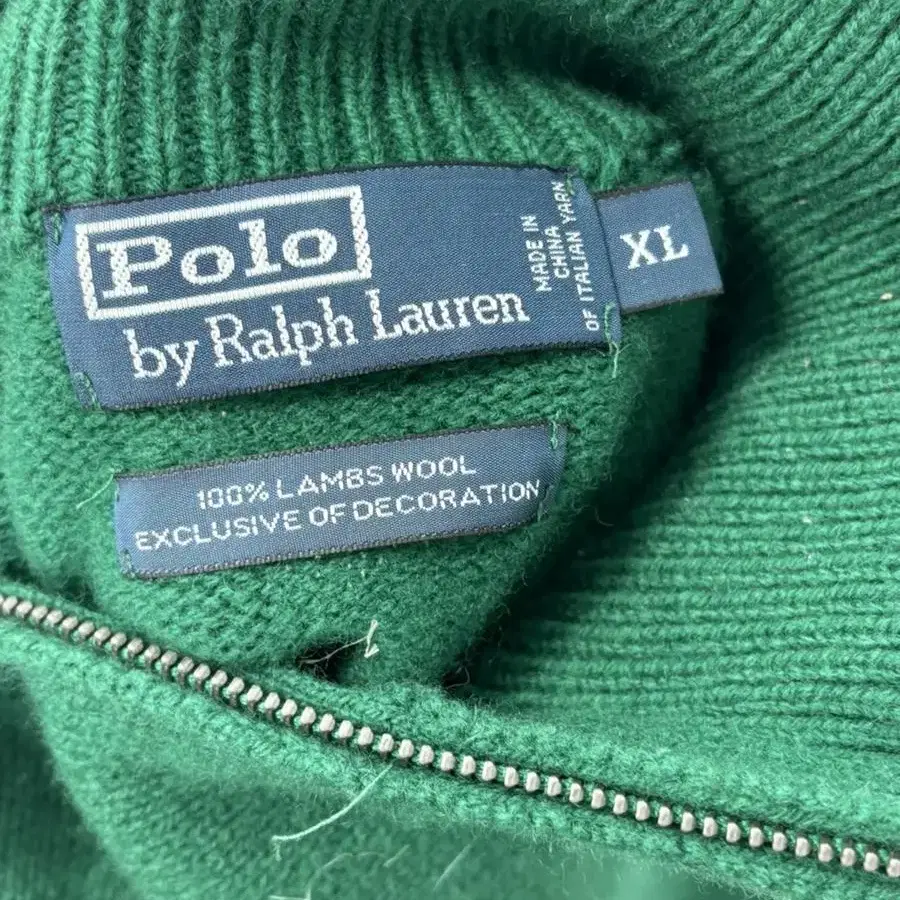 Polo
by Ralph Lauren
MADE IN
CHINA
OF ITALIAN YARN
XL
100% LAMBS WOOL
EXCLUSIVE OF DECORATION